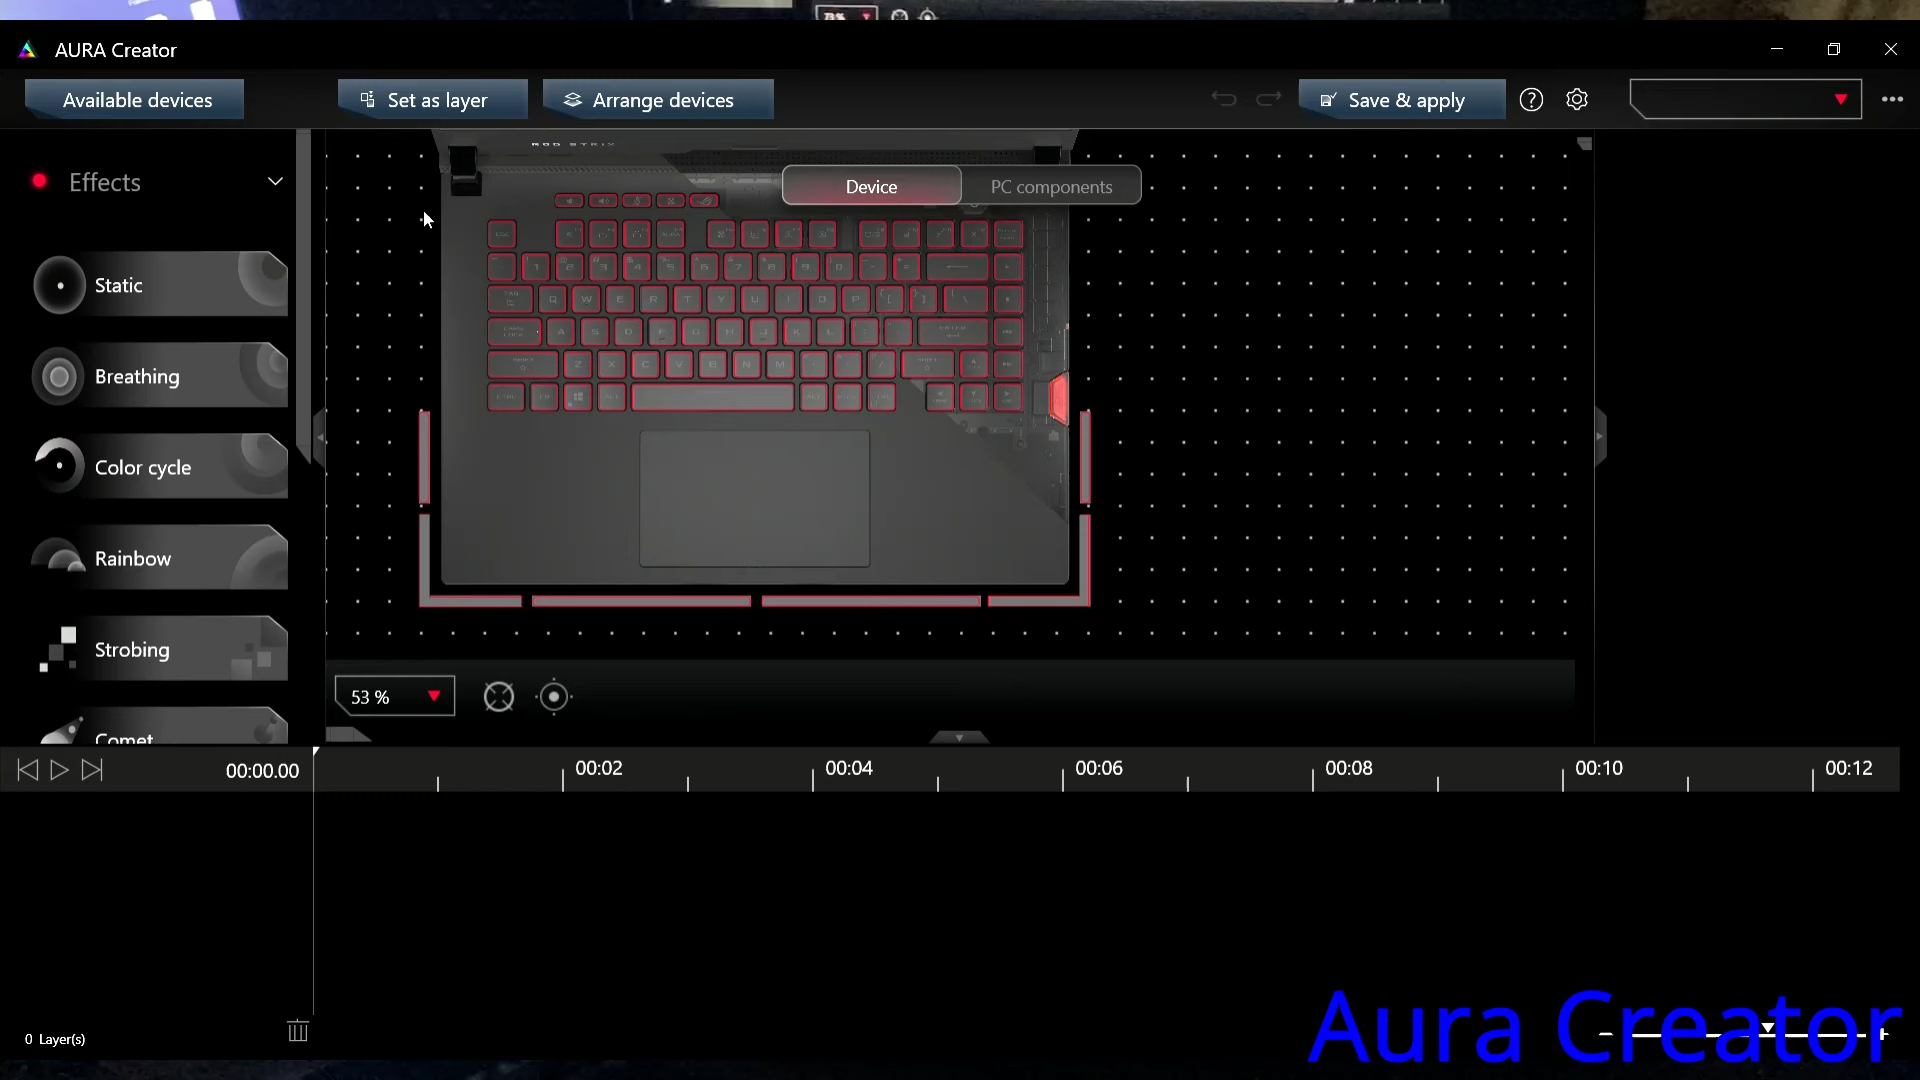 AURA Creator
Available devices
Set as layer
Arrange devices
Save & apply
Effects
Device
PC components
Static
Breathing
Color cycle
Rainbow
Strobing
Comet
Q W E R T Y U I O P
Z X C V B N M
53 %
00:00.00
00:02
00:04
00:06
00:08
00:10
00:12
0 Layer(s)
Aura Creator